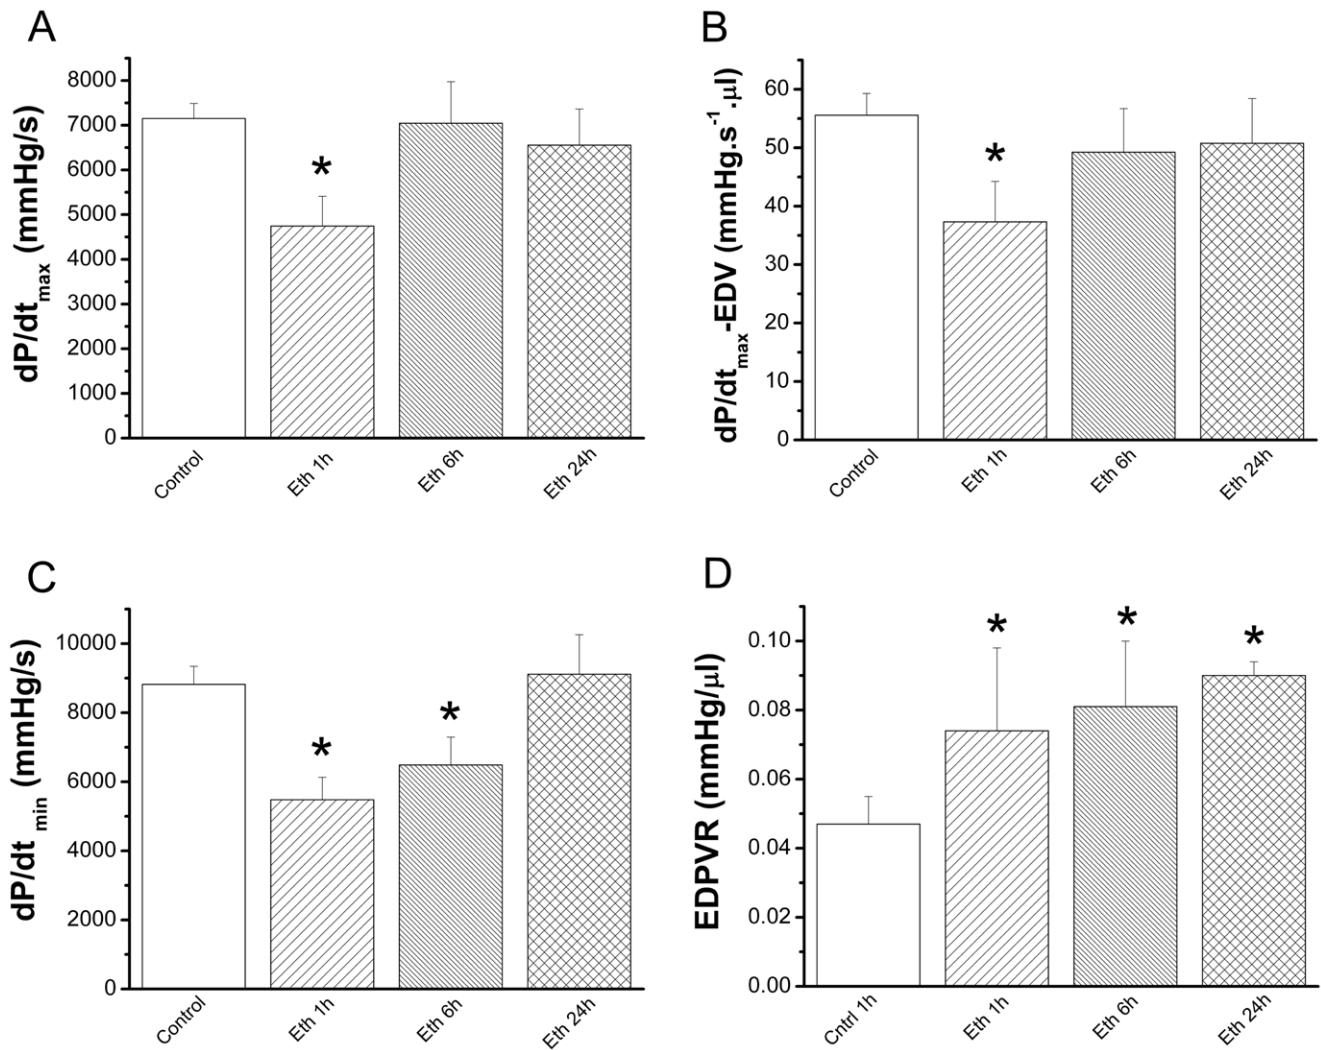 A
dP/dtmax (mmHg/s)
8000
7000
6000
5000
4000
3000
2000
1000
0
*
Control
Eth 1h
Eth 6h
Eth 24h
B
dP/dtmax-EDV (mmHg.s-1.μl)
60
50
40
30
20
10
0
*
Control
Eth 1h
Eth 6h
Eth 24h
C
dP/dt min (mmHg/s)
10000
8000
6000
4000
2000
0
*
*
Control
Eth 1h
Eth 6h
Eth 24h
D
EDPVR (mmHg/μl)
0.10
0.08
0.06
0.04
0.02
0.00
*
*
*
Cntrl 1h
Eth 1h
Eth 6h
Eth 24h